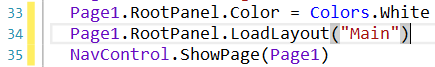 33 Page1.RootPanel.Color = Colors.White
34 Page1.RootPanel.LoadLayout("Main")
35 NavControl.ShowPage(Page1)